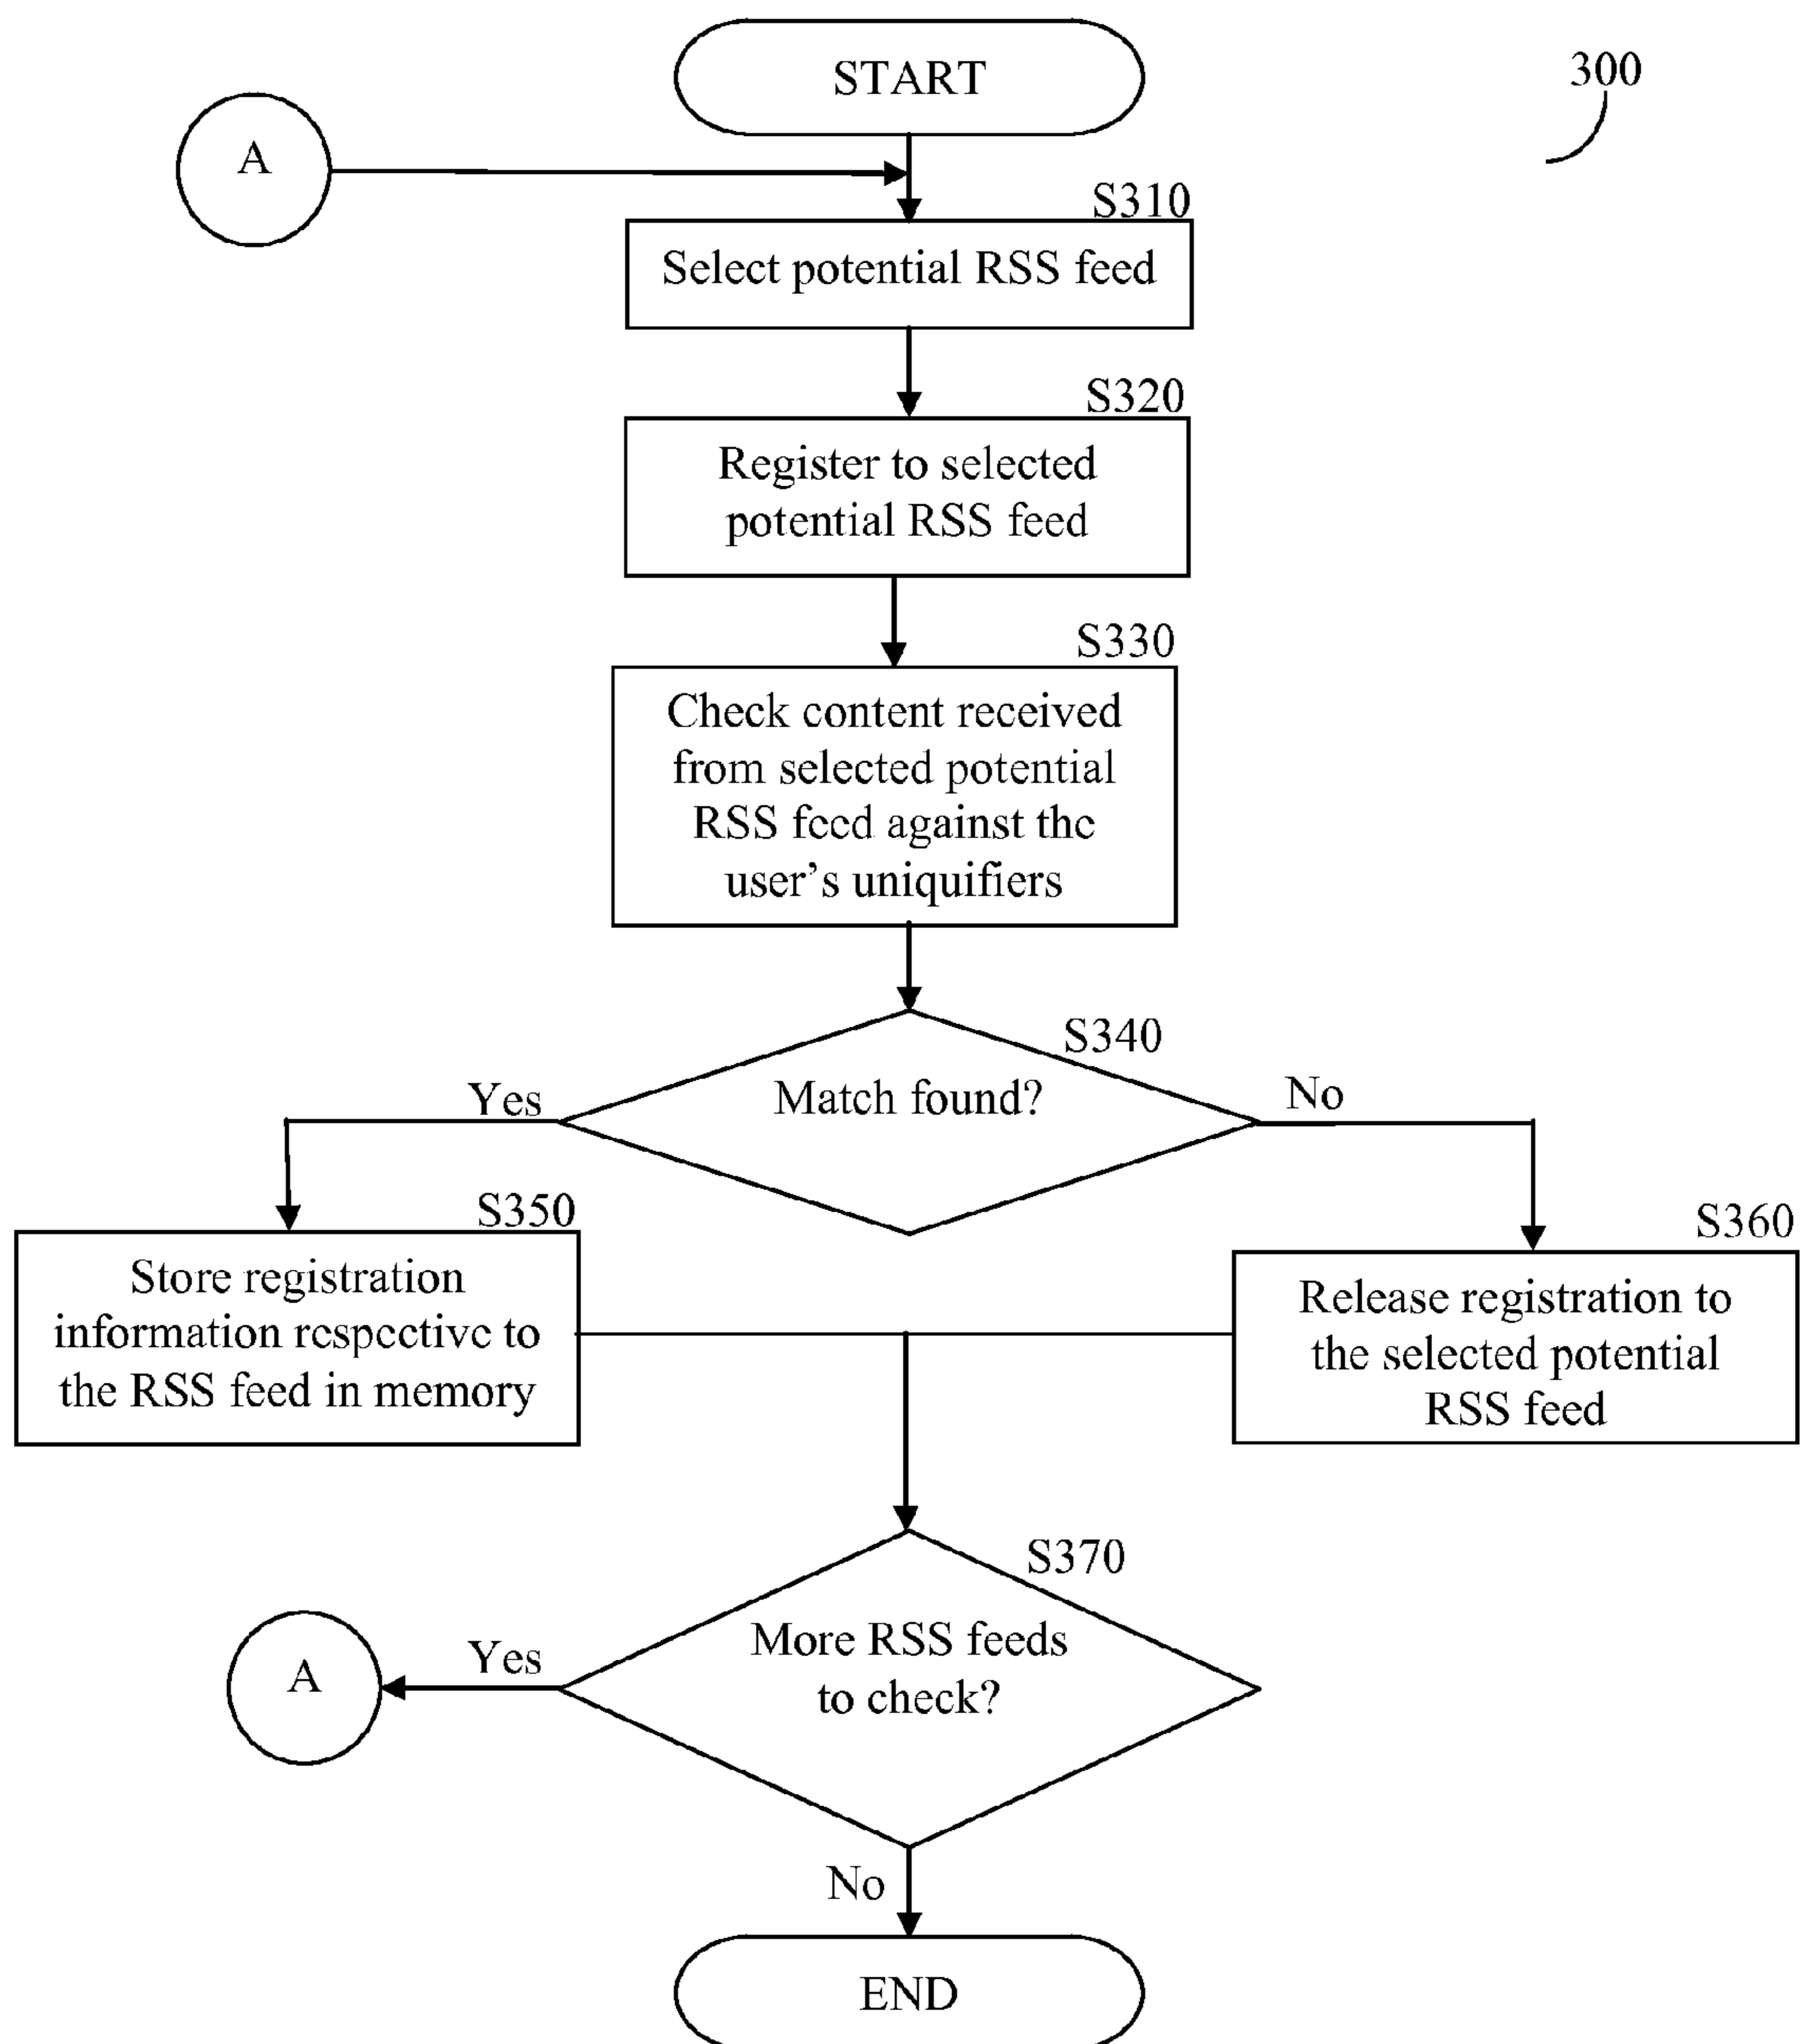 START
300
A
S310
Select potential RSS feed
S320
Register to selected
potential RSS feed
S330
Check content received
from selected potential
RSS feed against the
user's uniquifiers
S340
Match found?
Yes
No
S350
Store registration
information respective to
the RSS feed in memory
S360
Release registration to
the selected potential
RSS feed
S370
More RSS feeds
to check?
Yes
A
No
END